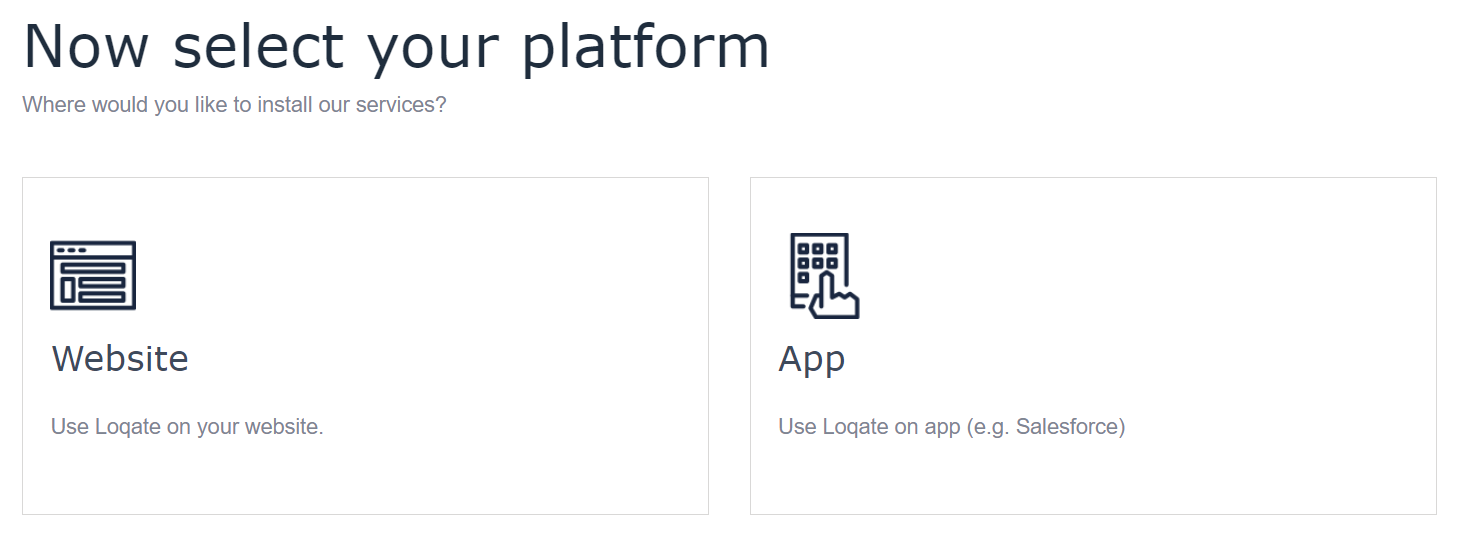 Now select your platform
Where would you like to install our services?
Website
Use Loqate on your website.
App
Use Loqate on app (e.g. Salesforce)